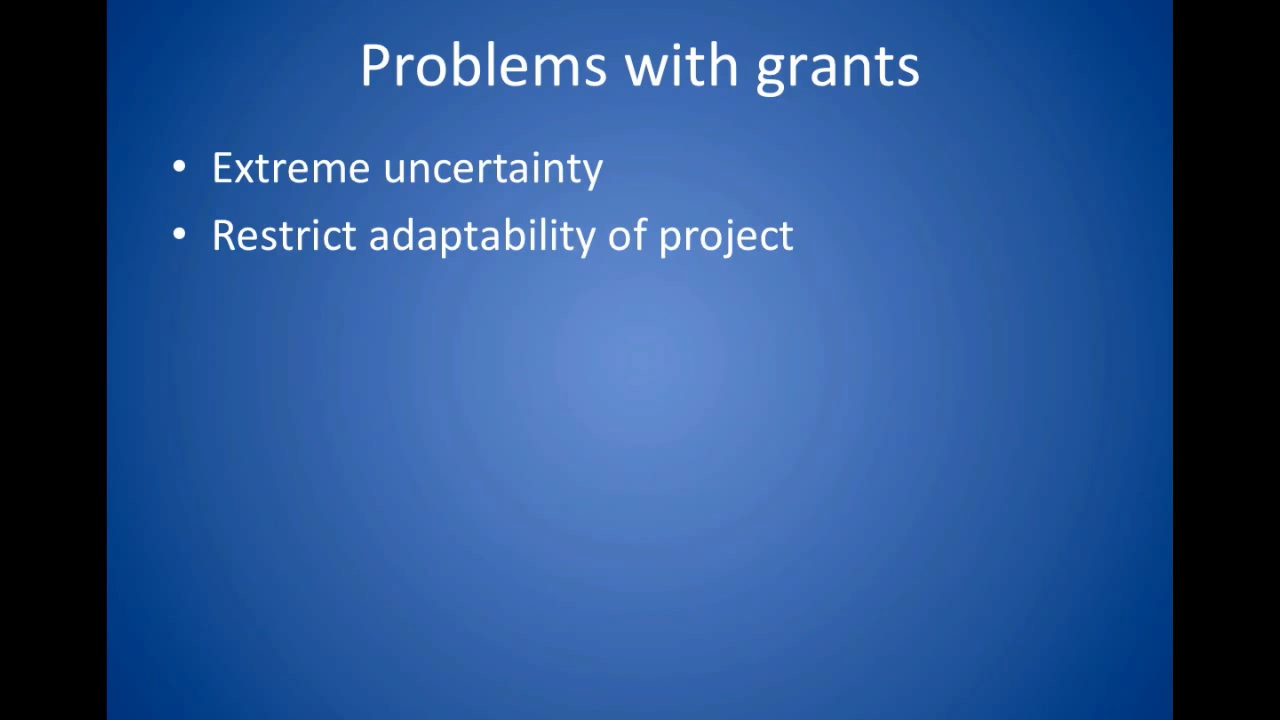 Problems with grants
• Extreme uncertainty
• Restrict adaptability of project